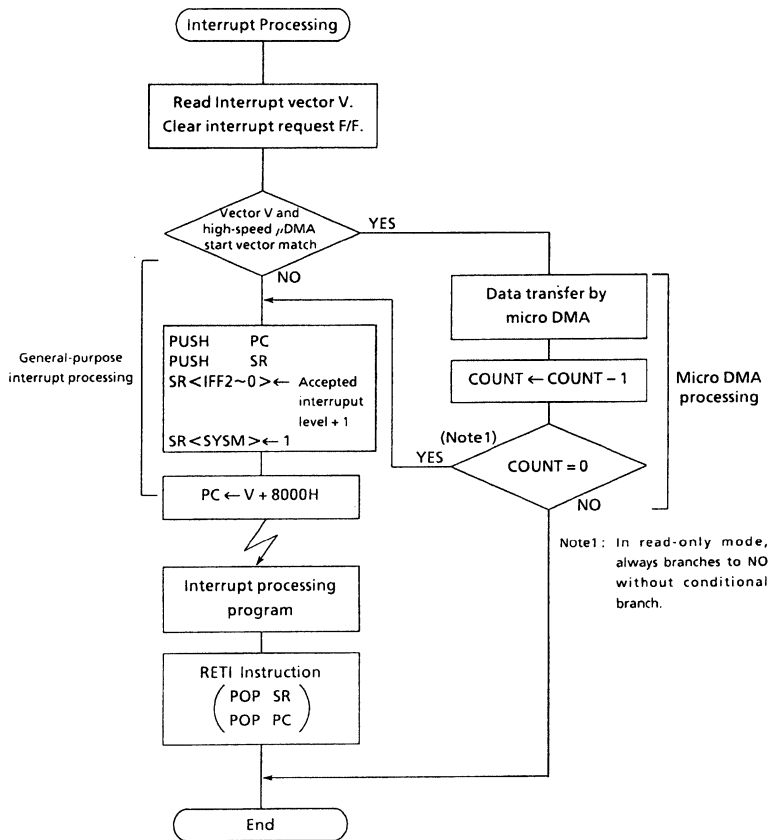 Interrupt Processing
Read Interrupt vector V.
Clear interrupt request F/F.
Vector V and
high-speed μDMA
start vector match
YES
NO
General-purpose
interrupt processing
PUSH PC
PUSH SR
SR<IFF2~0>← Accepted
interruput
level + 1
SR<SYSM>← 1
PC ← V + 8000H
Interrupt processing
program
RETI Instruction
(POP SR
POP PC)
End
Data transfer by
micro DMA
COUNT ← COUNT − 1
Micro DMA
processing
(Note1)
YES
COUNT = 0
NO
Note1: In read-only mode,
always branches to NO
without conditional
branch.